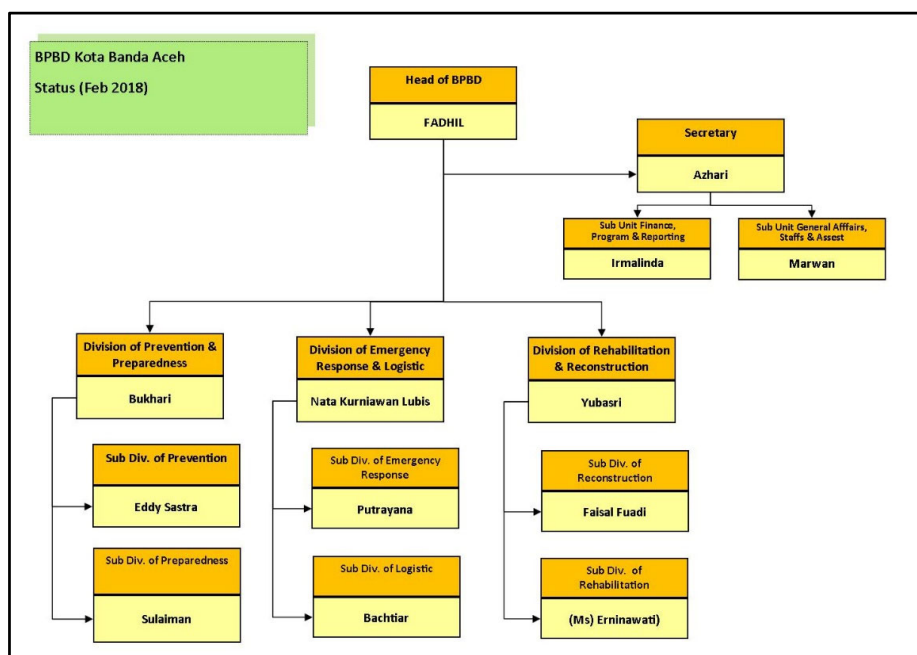 BPBD Kota Banda Aceh
Status (Feb 2018)
Head of BPBD
FADHIL
Secretary
Azhari
Sub Unit Finance,
Program & Reporting
Irmalinda
Sub Unit General Afffairs,
Staffs & Assest
Marwan
Division of Prevention &
Preparedness
Bukhari
Division of Emergency
Response & Logistic
Nata Kurniawan Lubis
Division of Rehabilitation
& Reconstruction
Yubasri
Sub Div. of Prevention
Eddy Sastra
Sub Div. of Emergency
Response
Putrayana
Sub Div. of
Reconstruction
Faisal Fuadi
Sub Div. of Preparedness
Sulaiman
Sub Div. of Logistic
Bachtiar
Sub Div. of
Rehabilitation
(Ms) Erninawati)